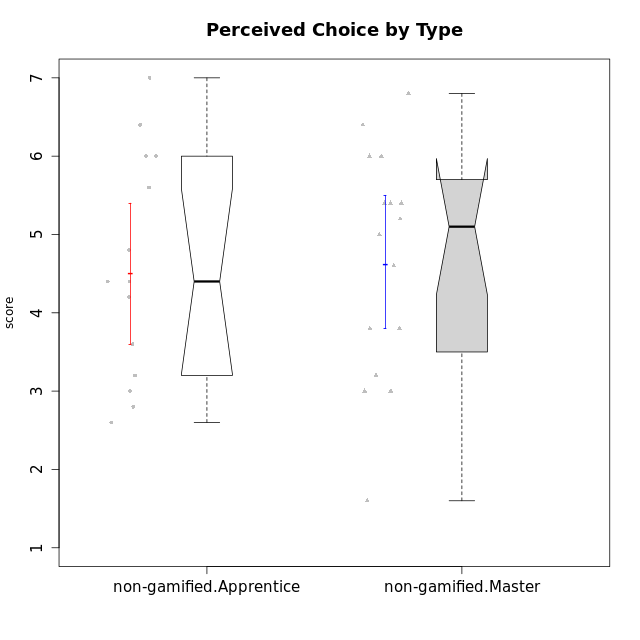 Perceived Choice by Type
7
6
5
4
3
2
1
score
non-gamified.Apprentice
non-gamified.Master